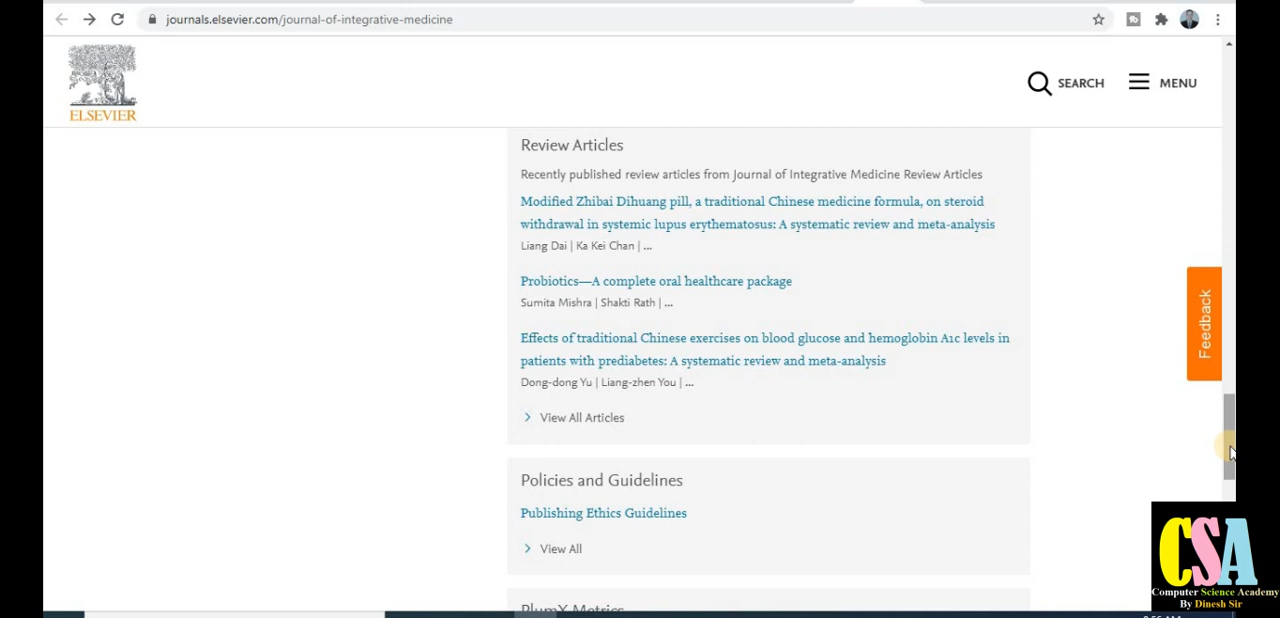 journals.elsevier.com/journal-of-integrative-medicine
ELSEVIER
SEARCH
MENU
Review Articles
Recently published review articles from Journal of Integrative Medicine Review Articles
Modified Zhibai Dihuang pill, a traditional Chinese medicine formula, on steroid
withdrawal in systemic lupus erythematosus: A systematic review and meta-analysis
Liang Dai | Ka Kei Chan | ...
Probiotics—A complete oral healthcare package
Sumita Mishra | Shakti Rath | ...
Effects of traditional Chinese exercises on blood glucose and hemoglobin A1c levels in
patients with prediabetes: A systematic review and meta-analysis
Dong-dong Yu | Liang-zhen You | ...
View All Articles
Feedback
Policies and Guidelines
Publishing Ethics Guidelines
View All
PlumX Metrics
CSA
Computer Science Academy
By Dinesh Sir